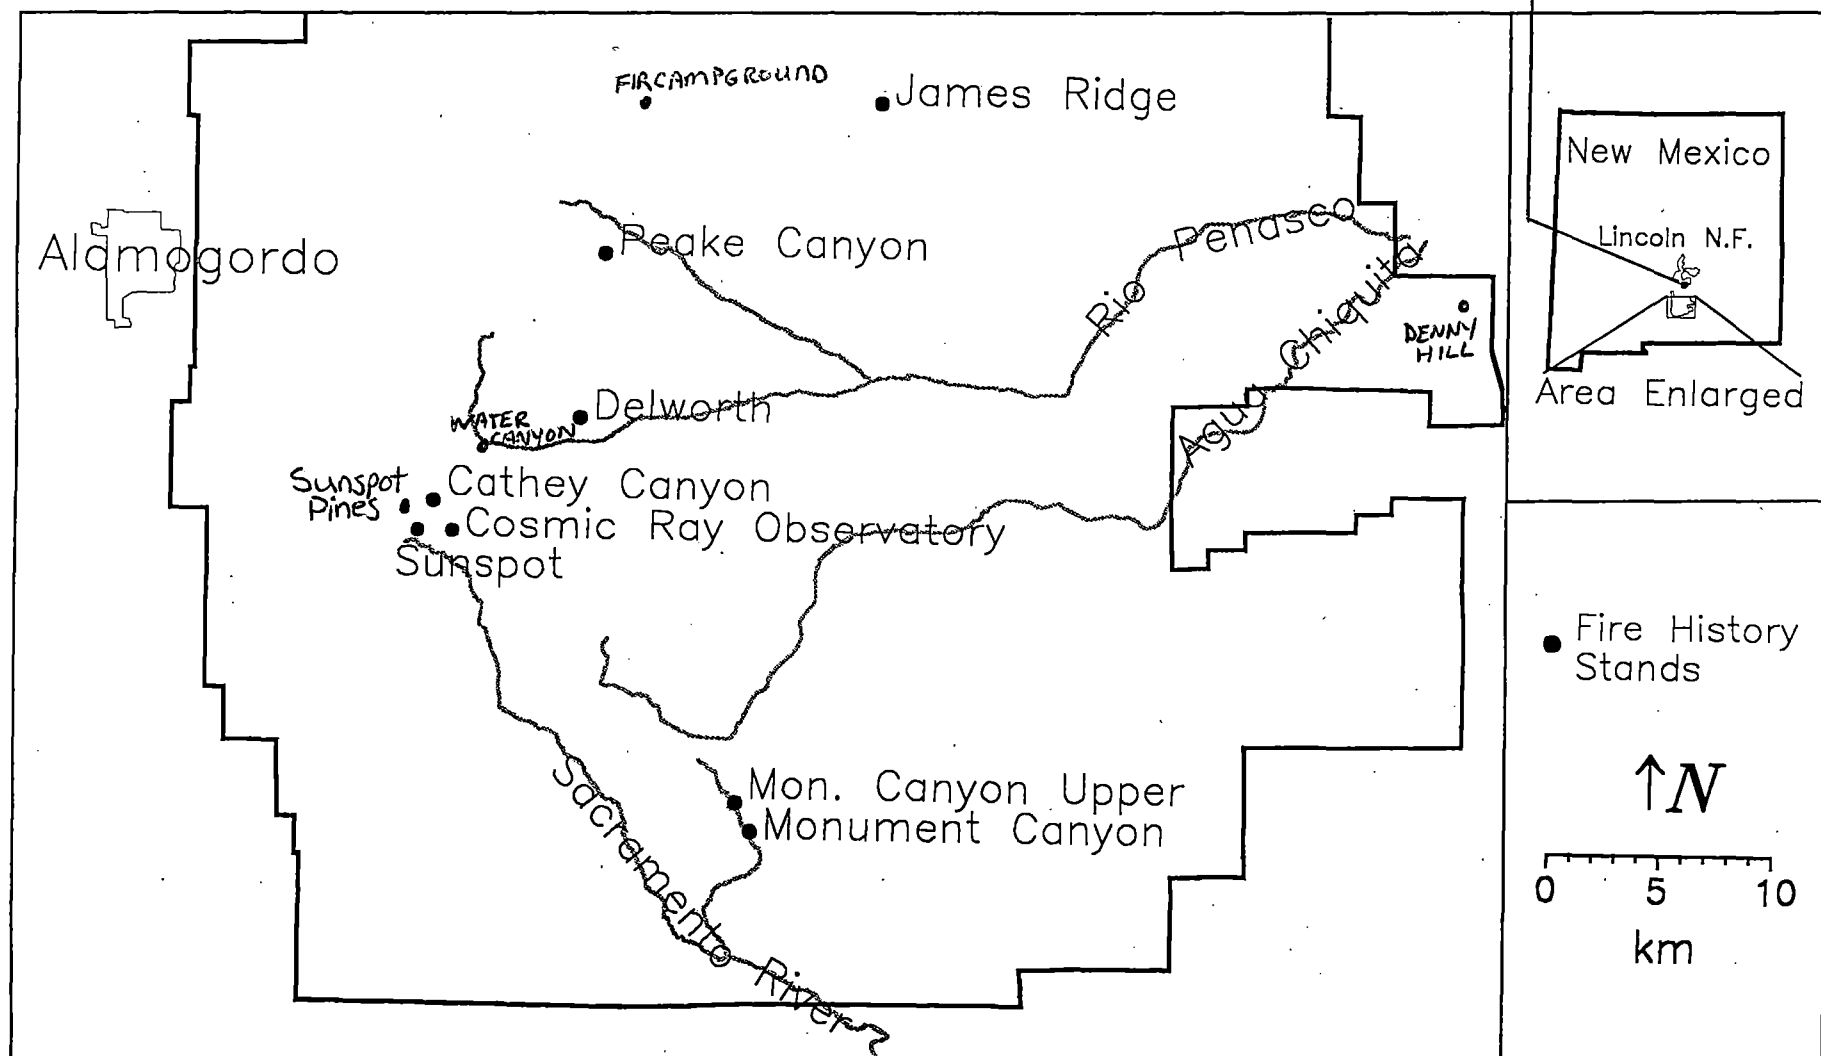 FIR CAMPGROUND
James Ridge
New Mexico
Alamogordo
Peake Canyon
Rio Penasco
Lincoln N.F.
Agua Chiquita
DENNY
HILL
Area Enlarged
WATER
CANYON
Delworth
Sunspot
Pines
Cathey Canyon
Cosmic Ray Observatory
Sunspot
Fire History
Stands
Mon. Canyon Upper
Monument Canyon
Sacramento River
↑N
0 5 10
km